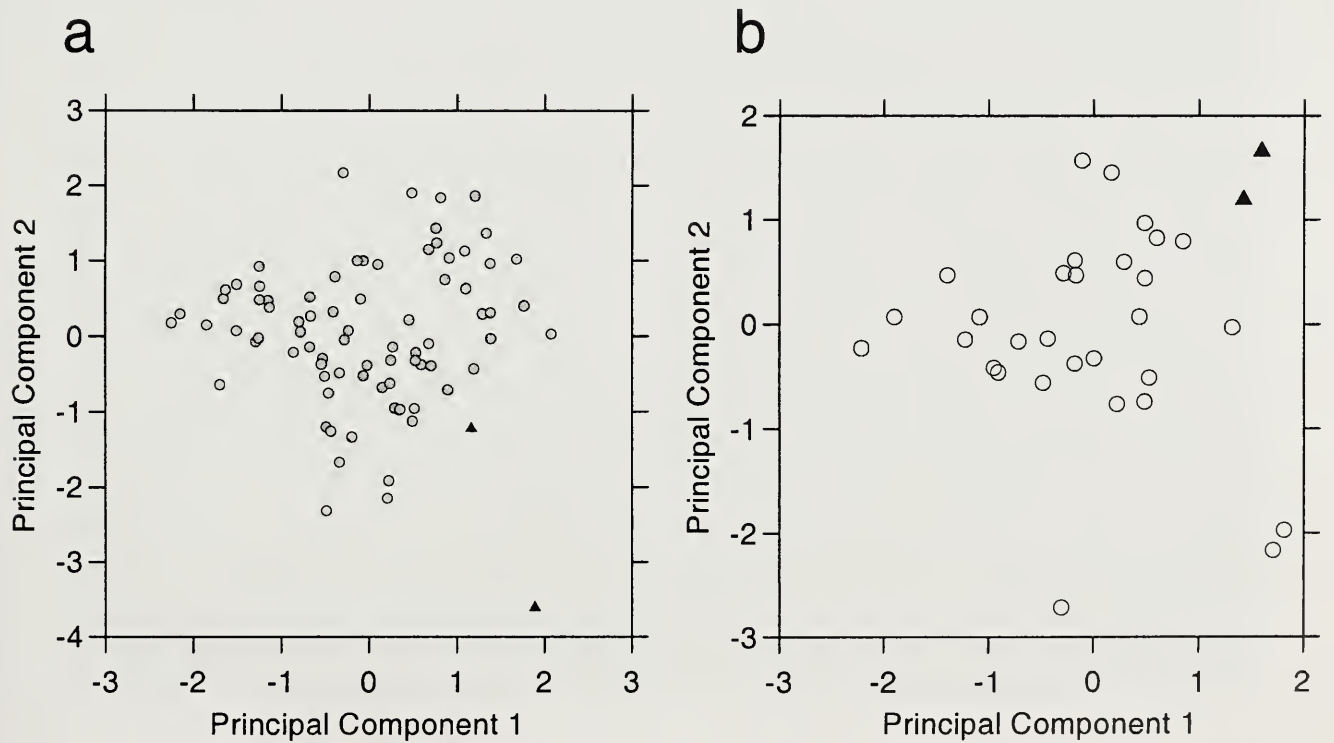 a
3
2
1
0
-1
-2
-3
-4
Principal Component 2
-3 -2 -1 0 1 2 3
Principal Component 1
b
2
1
0
-1
-2
-3
Principal Component 2
-3 -2 -1 0 1 2
Principal Component 1